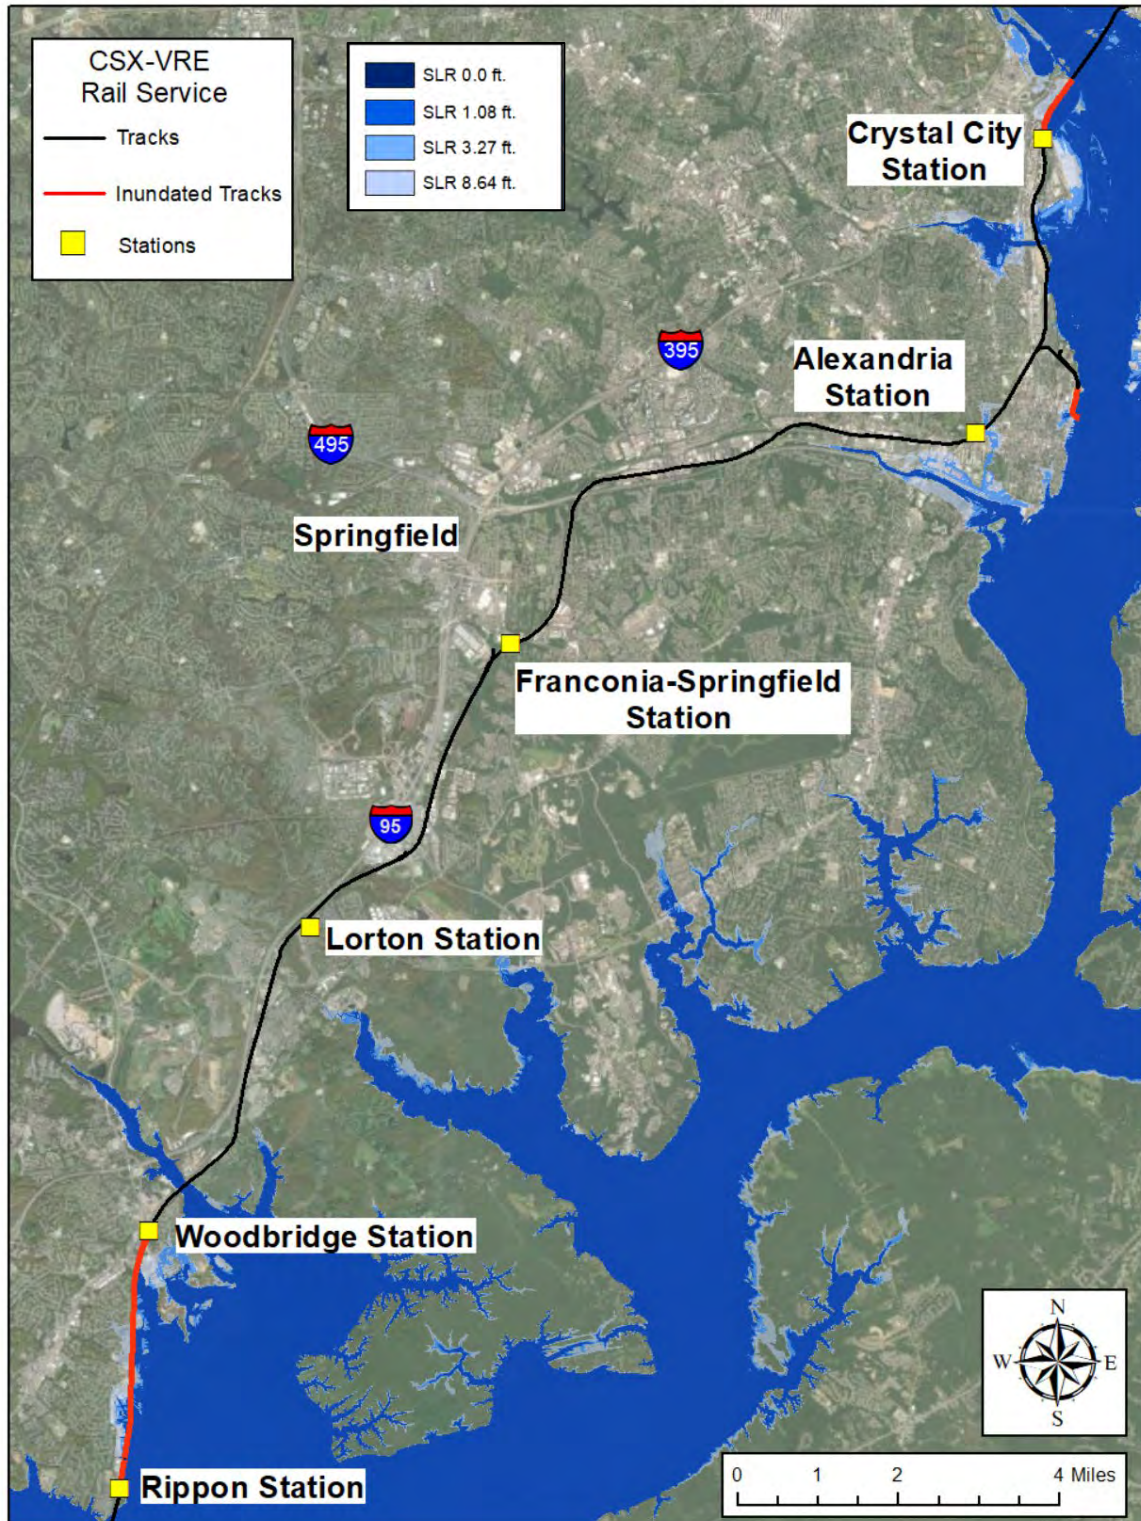 CSX-VRE
Rail Service
Tracks
Inundated Tracks
Stations
SLR 0.0 ft.
SLR 1.08 ft.
SLR 3.27 ft.
SLR 8.64 ft.
Crystal City
Station
395
Alexandria
Station
495
Springfield
Franconia-Springfield
Station
95
Lorton Station
Woodbridge Station
N
W E
S
Rippon Station
0 1 2 4 Miles